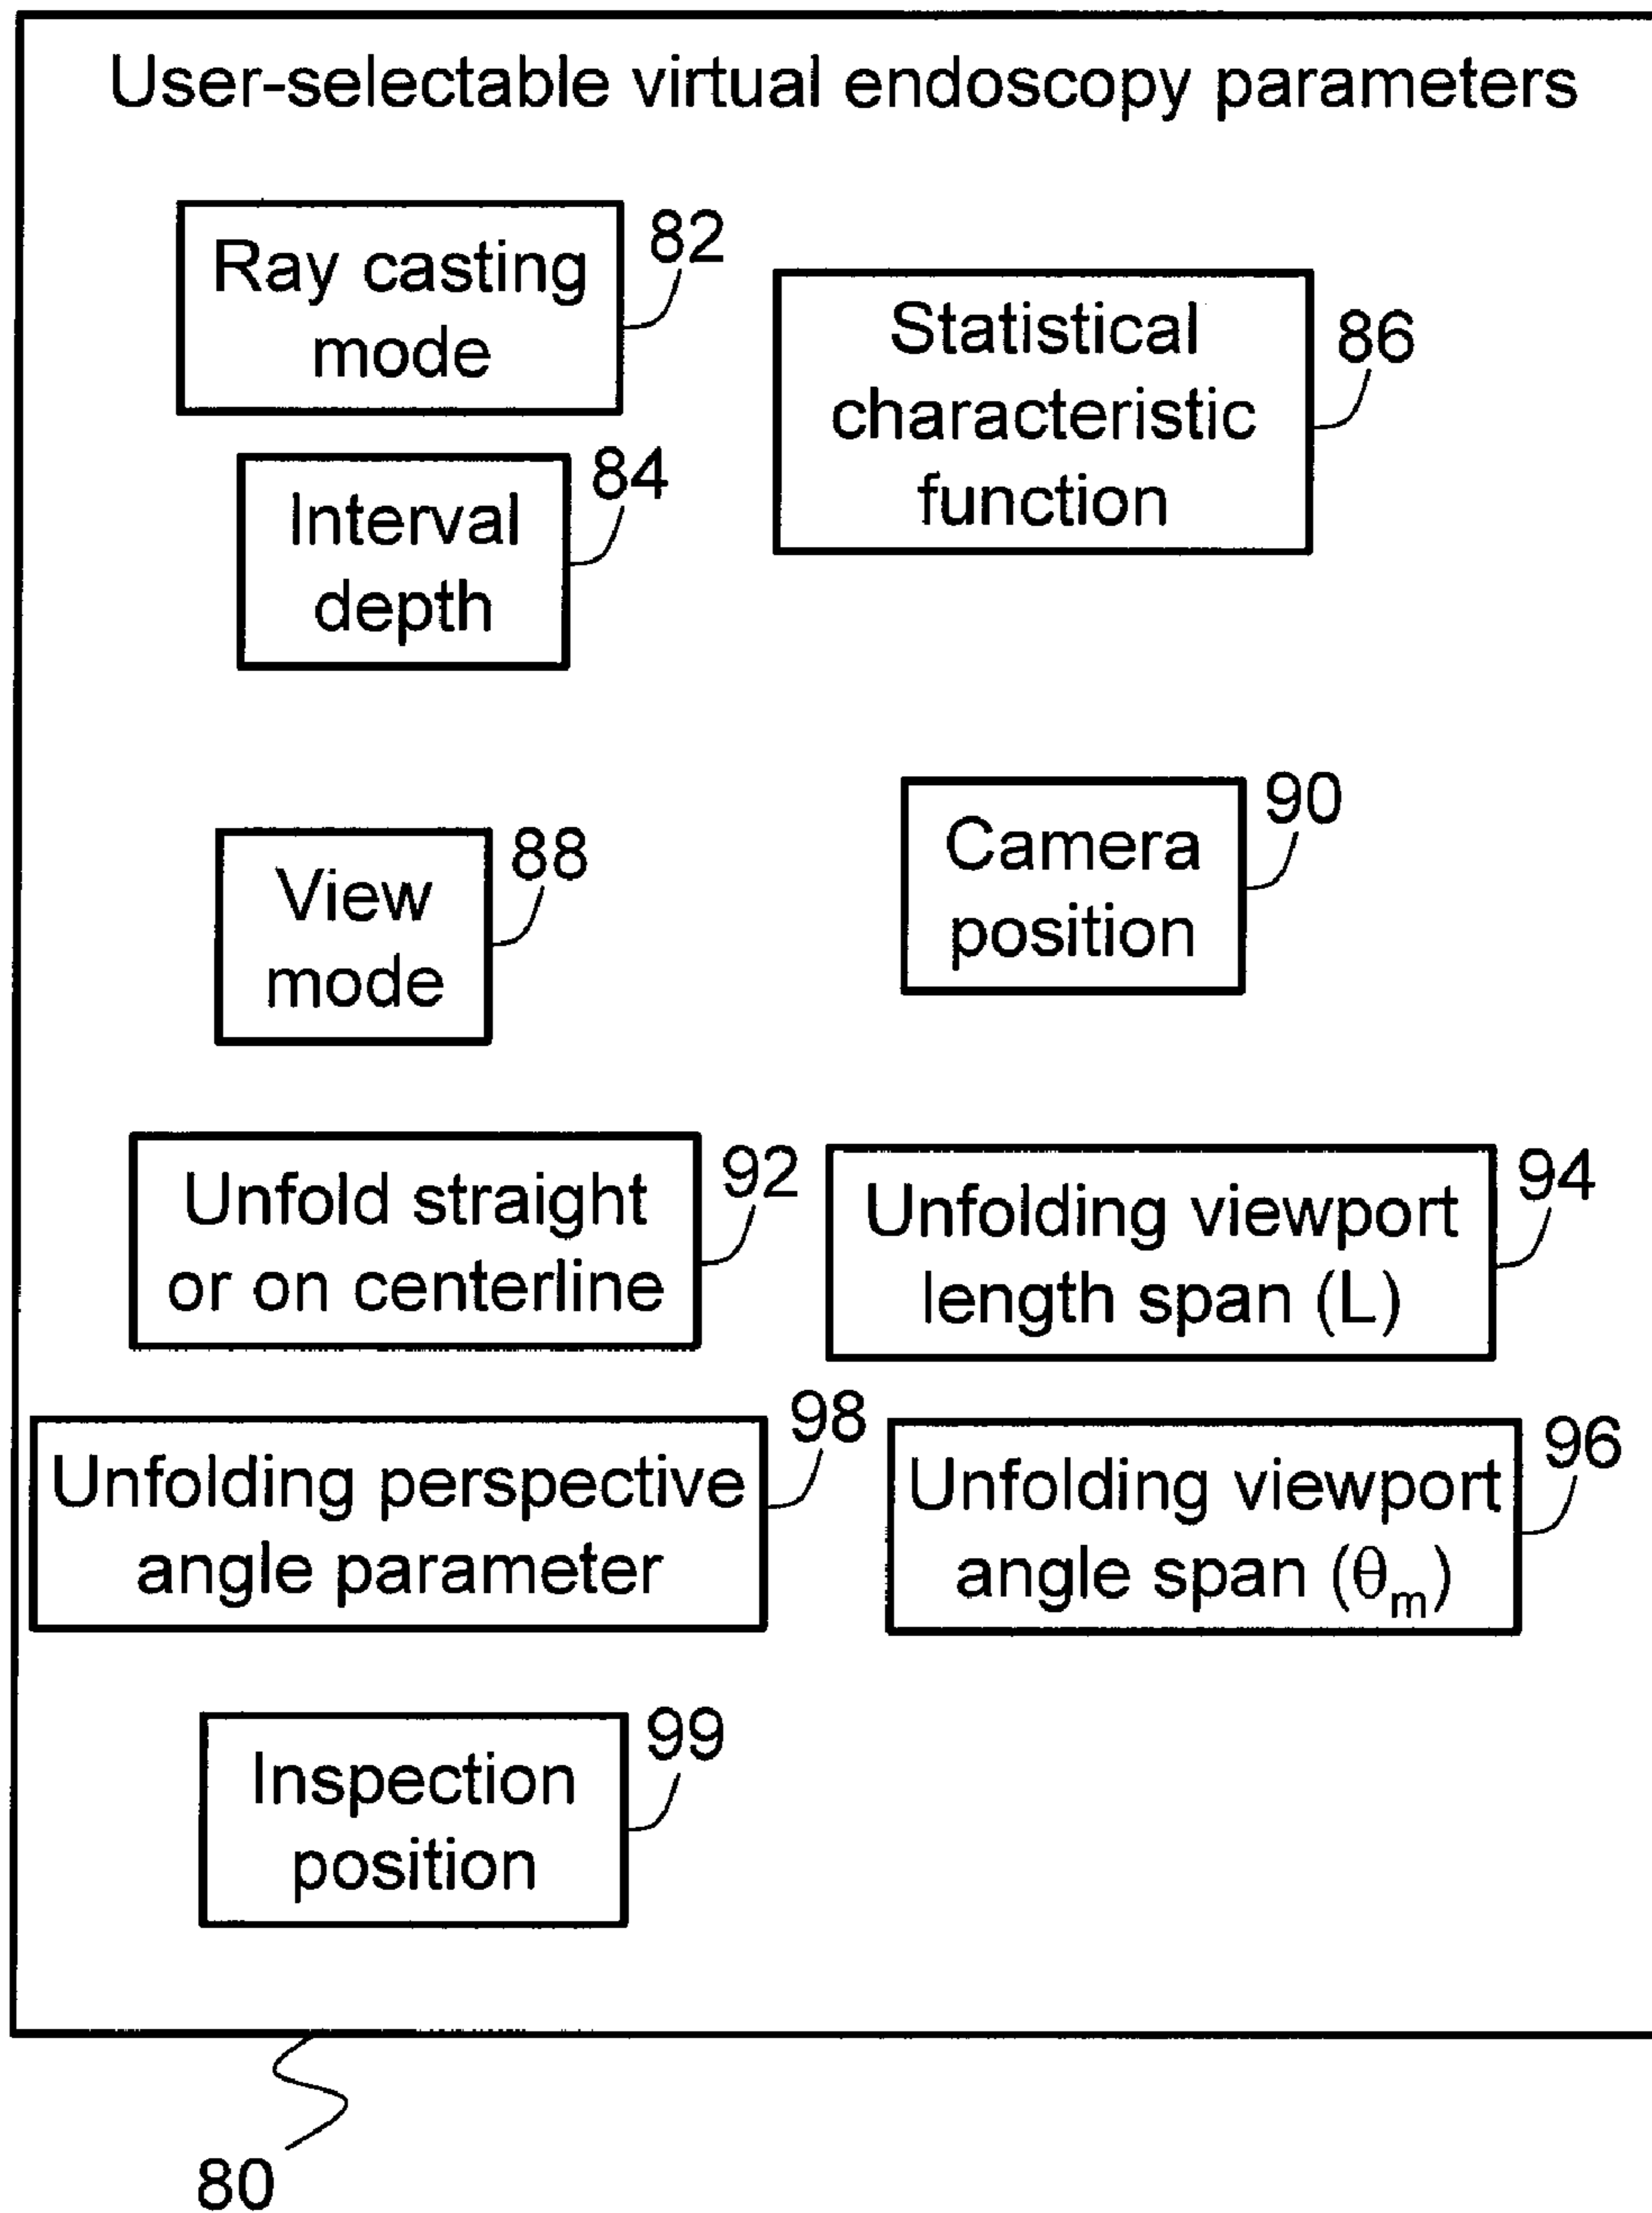 User-selectable virtual endoscopy parameters
Ray casting
mode
82
Statistical
characteristic
function
86
Interval
depth
84
View
mode
88
Camera
position
90
Unfold straight
or on centerline
92
Unfolding viewport
length span (L)
94
Unfolding perspective
angle parameter
98
Unfolding viewport
angle span (θₘ)
96
Inspection
position
99
80